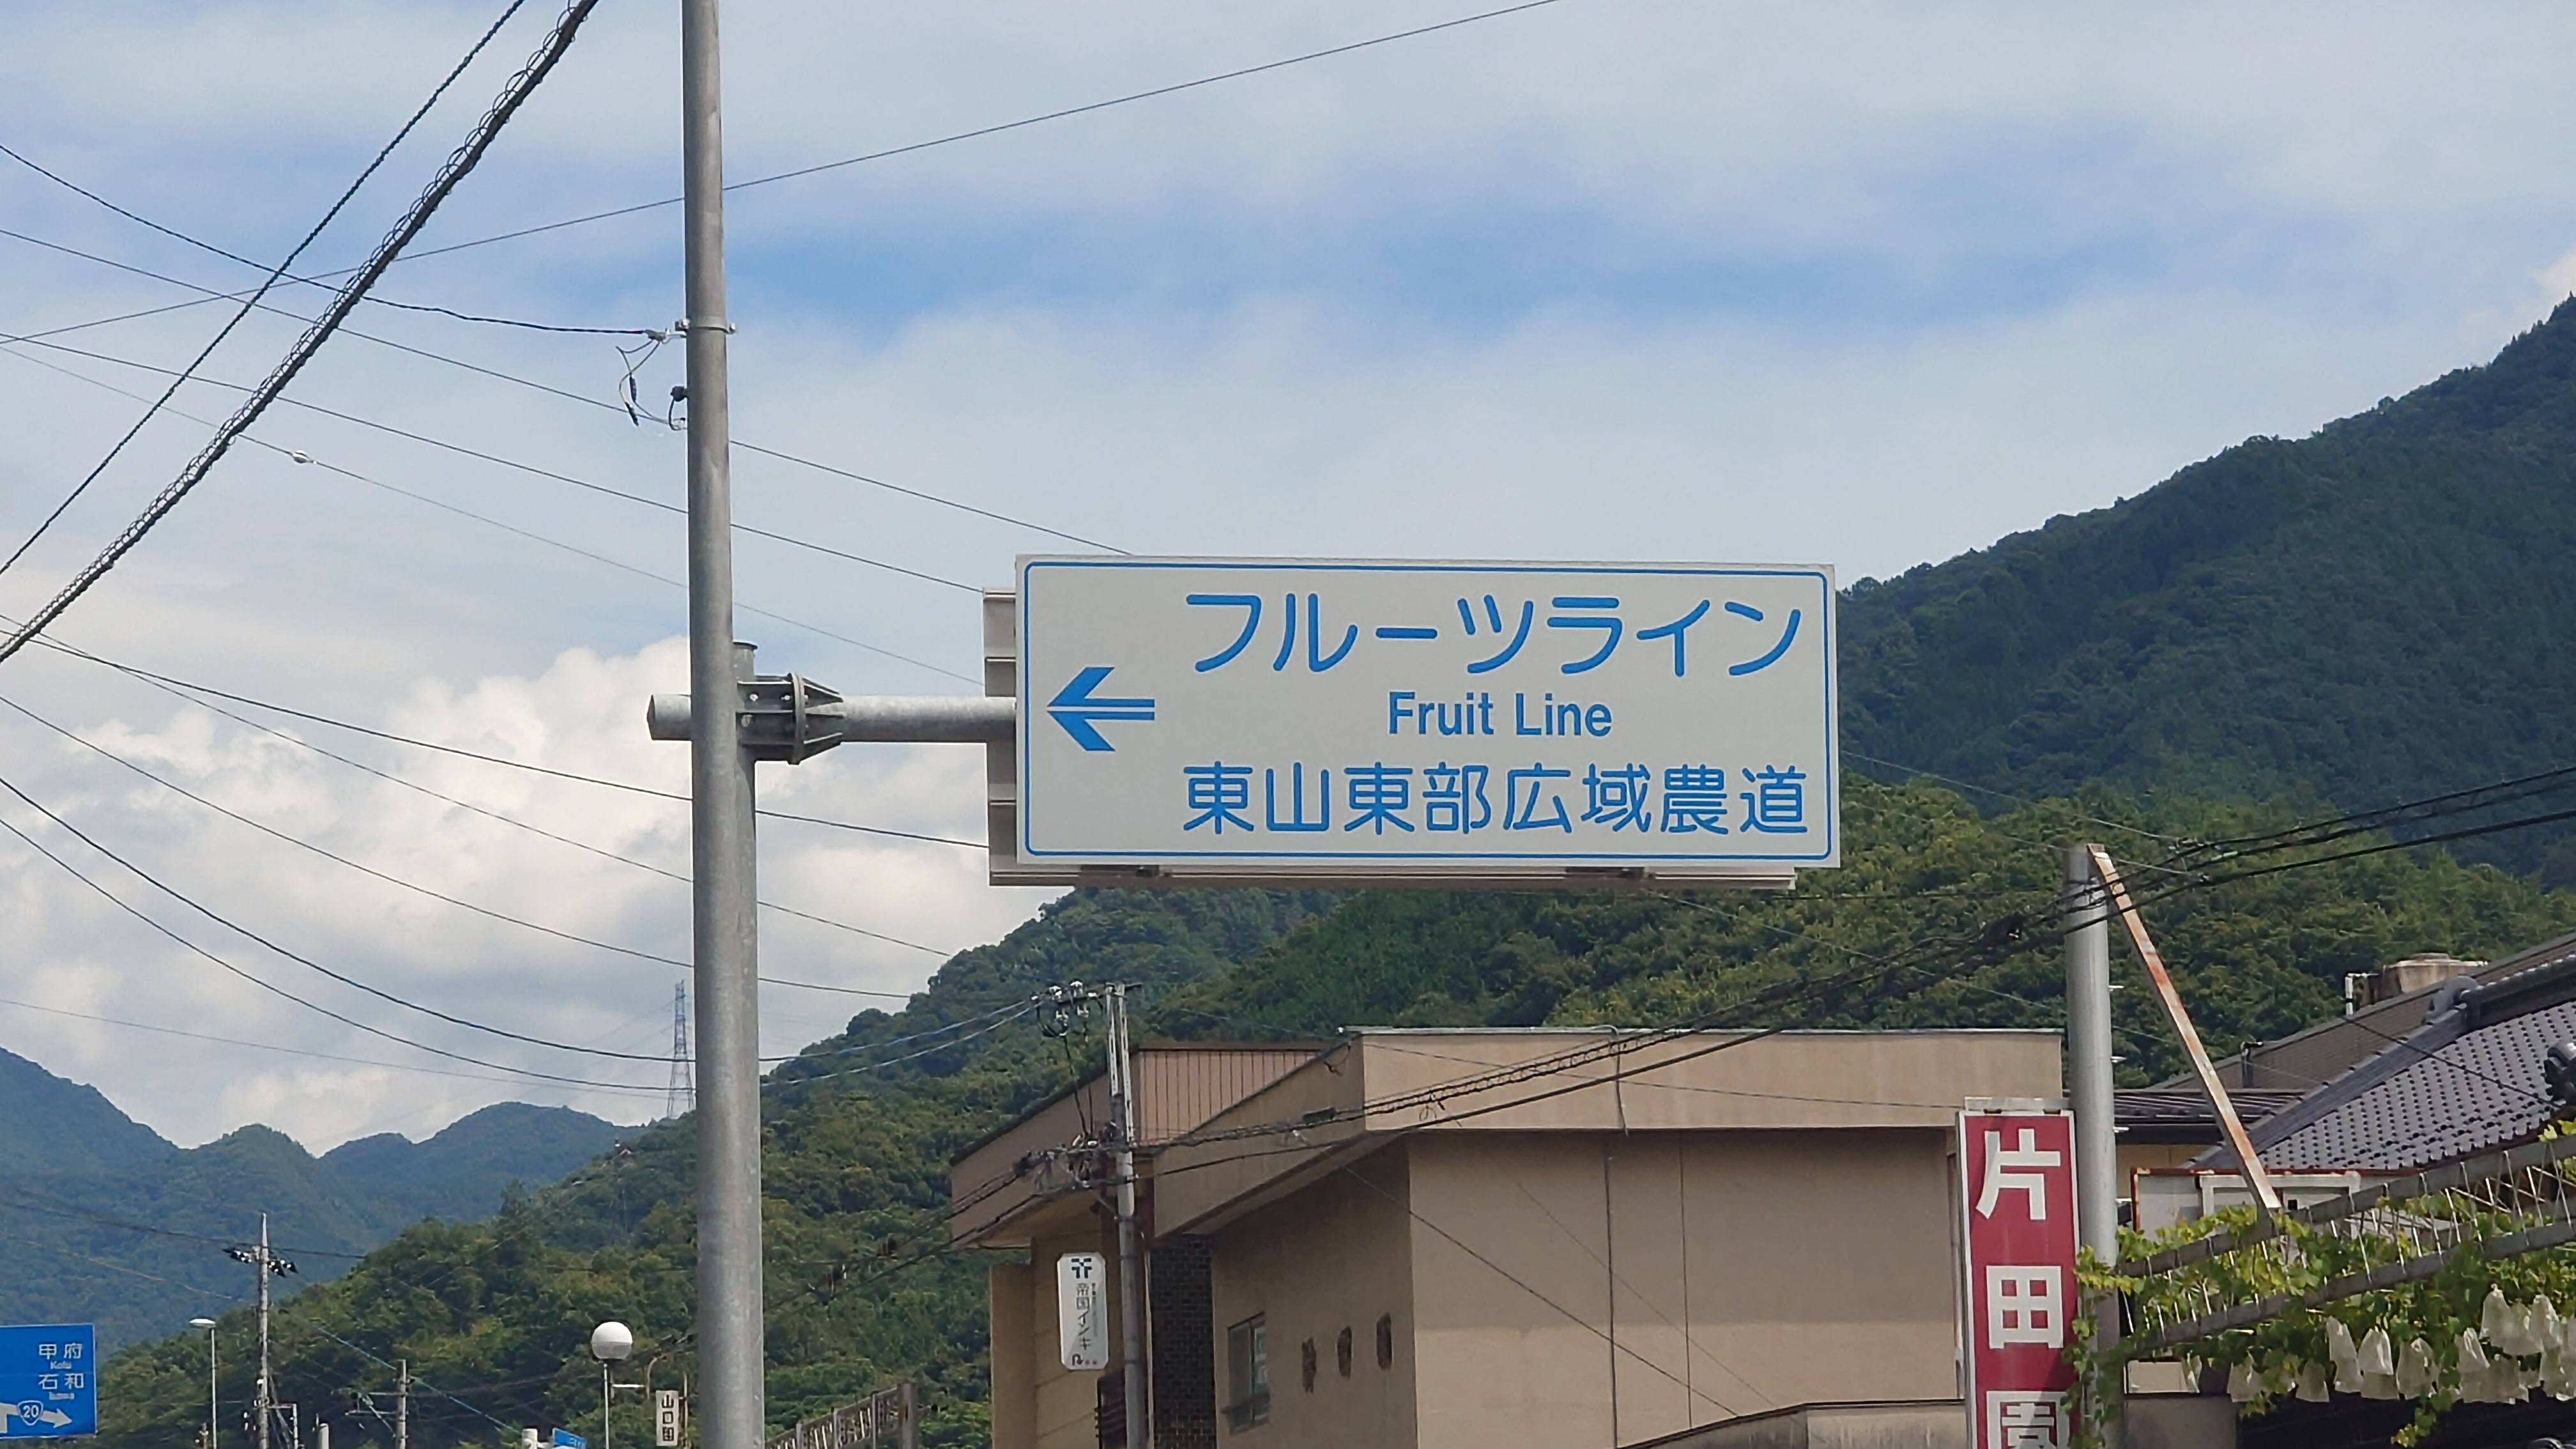 フルーツライン
Fruit Line
東山東部広域農道
片田園
帝国インキ
山口園
甲府
Kofu
石和
Isawa
20